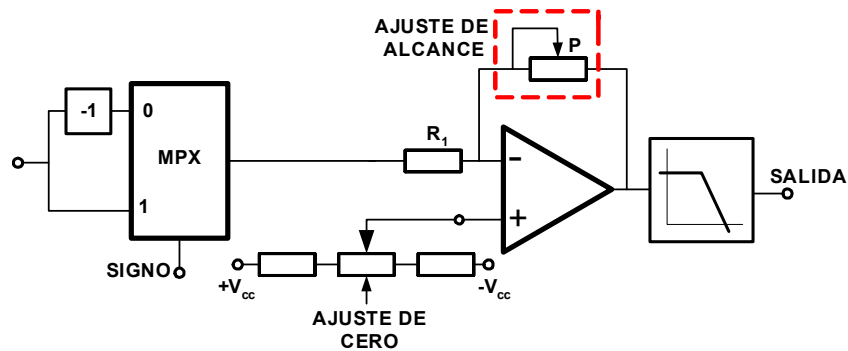 AJUSTE DE
ALCANCE
P
-1
0
MPX
1
R1
-
+
SALIDA
SIGNO
+Vcc
-Vcc
AJUSTE DE
CERO